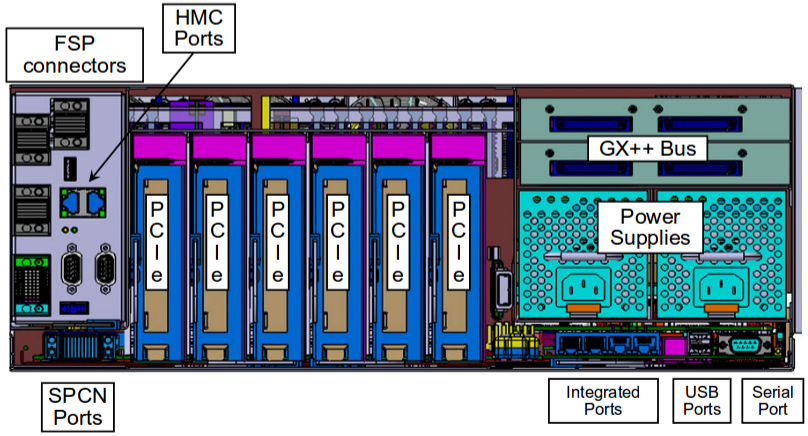 HMC
Ports
FSP
connectors
GX++ Bus
PCIe
PCIe
PCIe
PCIe
PCIe
PCIe
Power
Supplies
SPCN
Ports
Integrated
Ports
USB
Ports
Serial
Port